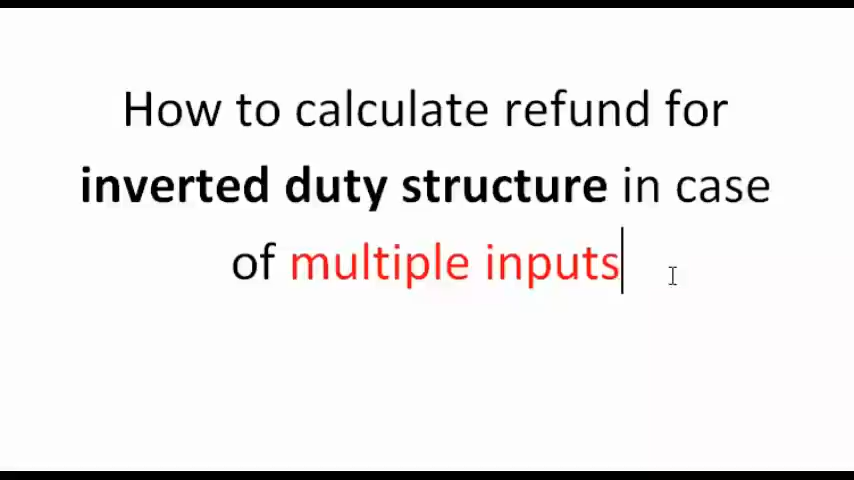 How to calculate refund for
inverted duty structure in case
of multiple inputs